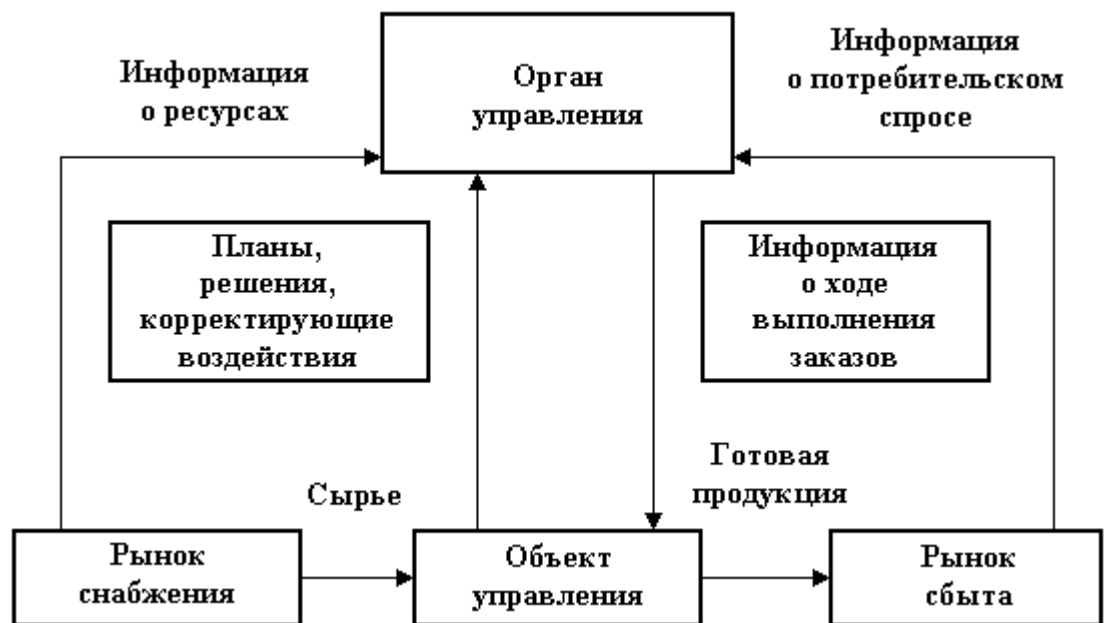 Информация
о ресурсах
Орган
управления
Информация
о потребительском
спросе
Планы,
решения,
корректирующие
воздействия
Информация
о ходе
выполнения
заказов
Сырье
Готовая
продукция
Рынок
снабжения
Объект
управления
Рынок
сбыта